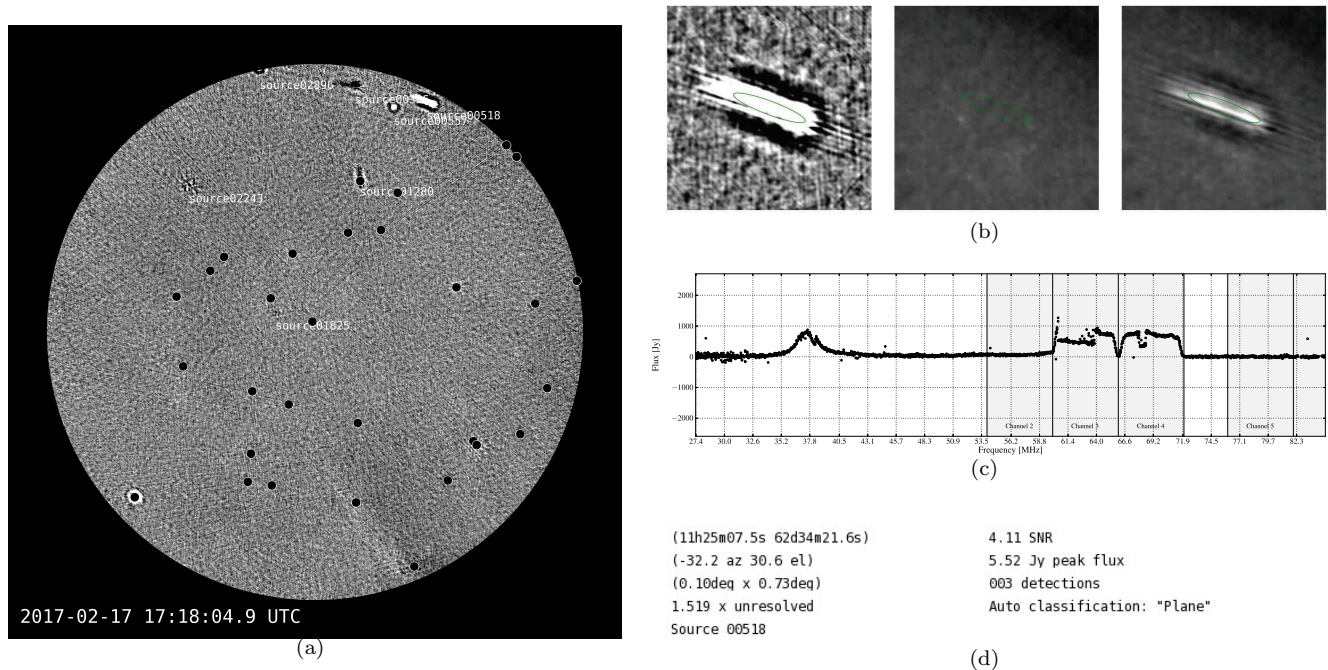 source02896
source00518
source01280
source02243
source01825
2017-02-17 17:18:04.9 UTC
(a)
(b)
Flux [Jy]
2000
1000
0
−1000
−2000
Channel 2
Channel 3
Channel 4
Channel 5
27.4 30.0 32.6 35.2 37.8 40.5 43.1 45.7 48.3 50.9 53.5 56.2 58.8 61.4 64.0 66.6 69.2 71.9 74.5 77.1 79.7 82.3
Frequency [MHz]
(c)
(11h25m07.5s 62d34m21.6s)
(-32.2 az 30.6 el)
(0.10deg x 0.73deg)
1.519 x unresolved
Source 00518
4.11 SNR
5.52 Jy peak flux
003 detections
Auto classification: "Plane"
(d)